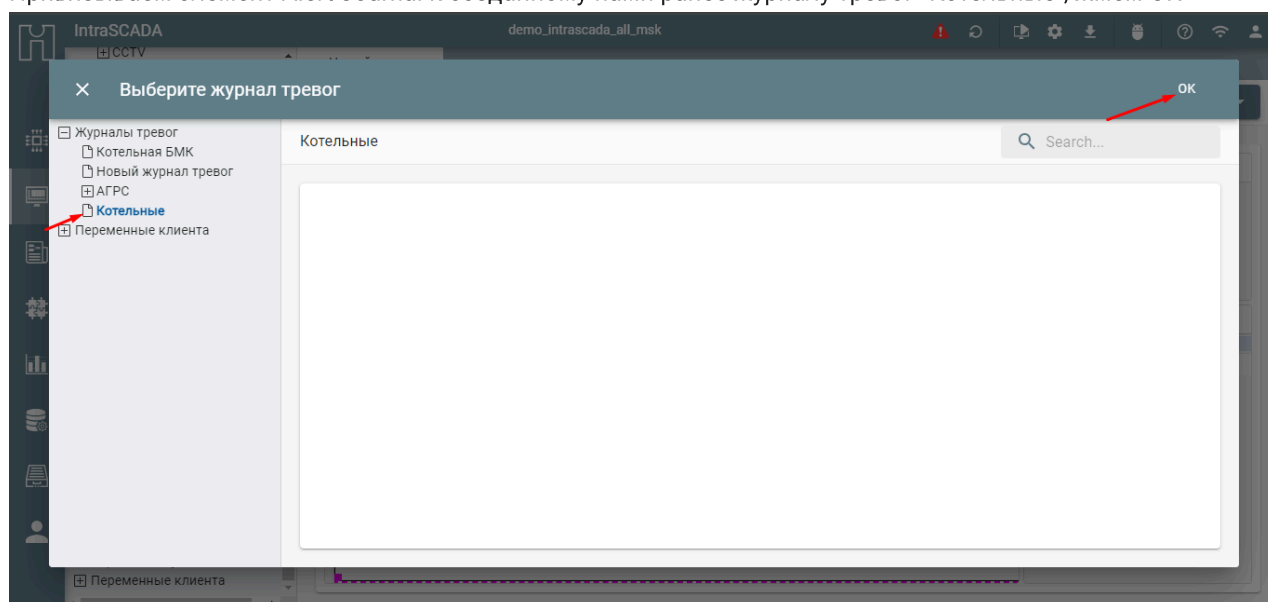 IntraSCADA
demo_intrascada_all_msk
CCTV
Выберите журнал тревог
OK
Журналы тревог
Котельная БМК
Новый журнал тревог
АГРС
Котельные
Переменные клиента
Котельные
Search...
Переменные клиента